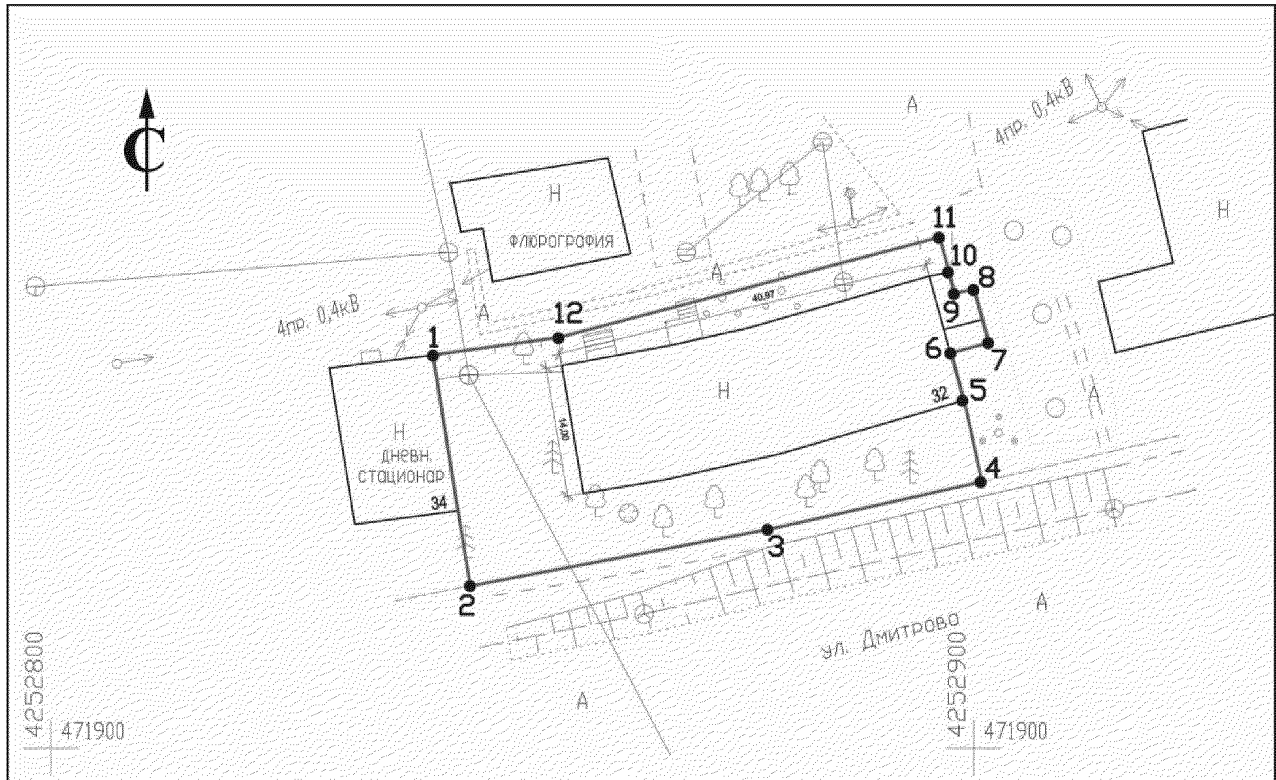 А
4пр. 0,4кВ
С
Н
ФЛЮРОГРАФИЯ
Н
11
А
10
8
40,97
9
А
4пр. 0,4кВ
12
1
7
6
Н
5
32
А
14,00
Н
ДНЕВН.
СТАЦИОНАР
34
4
3
2
А
ул. Дмитрово
4252800
4252900
А
471900
471900